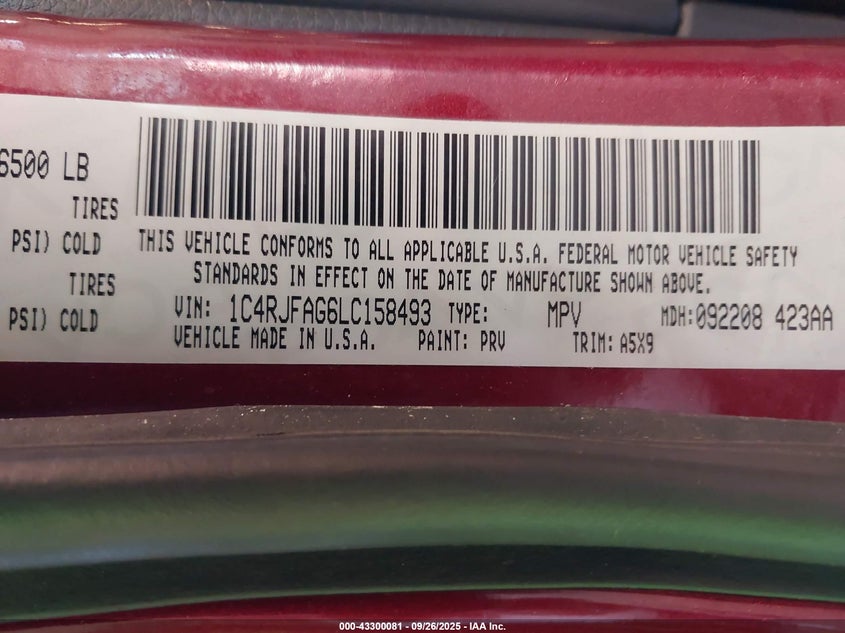 6500 LB
TIRES
PSI) COLD
TIRES
PSI) COLD
THIS VEHICLE CONFORMS TO ALL APPLICABLE U.S.A. FEDERAL MOTOR VEHICLE SAFETY
STANDARDS IN EFFECT ON THE DATE OF MANUFACTURE SHOWN ABOVE.
VIN: 1C4RJFAG6LC158493 TYPE: MPV MDH:092208 423AA
VEHICLE MADE IN U.S.A. PAINT: PRV TRIM: A5X9
000-43300081 - 09/26/2025 - IAA Inc.